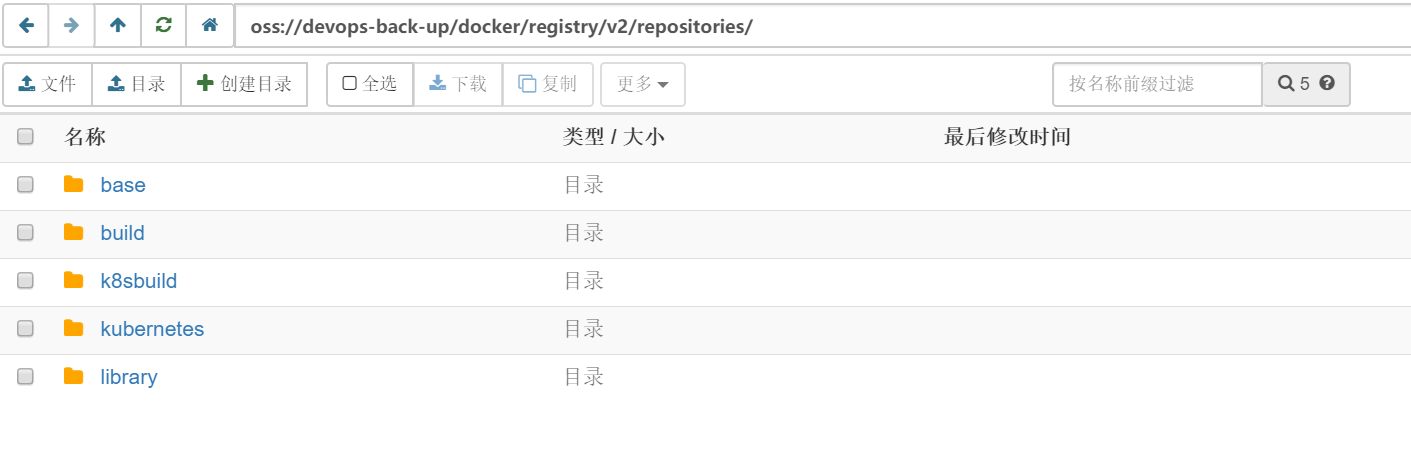 oss://devops-back-up/docker/registry/v2/repositories/
文件 目录 创建目录 全选 下载 复制 更多 按名称前缀过滤 5
名称 类型 / 大小 最后修改时间
base 目录
build 目录
k8sbuild 目录
kubernetes 目录
library 目录